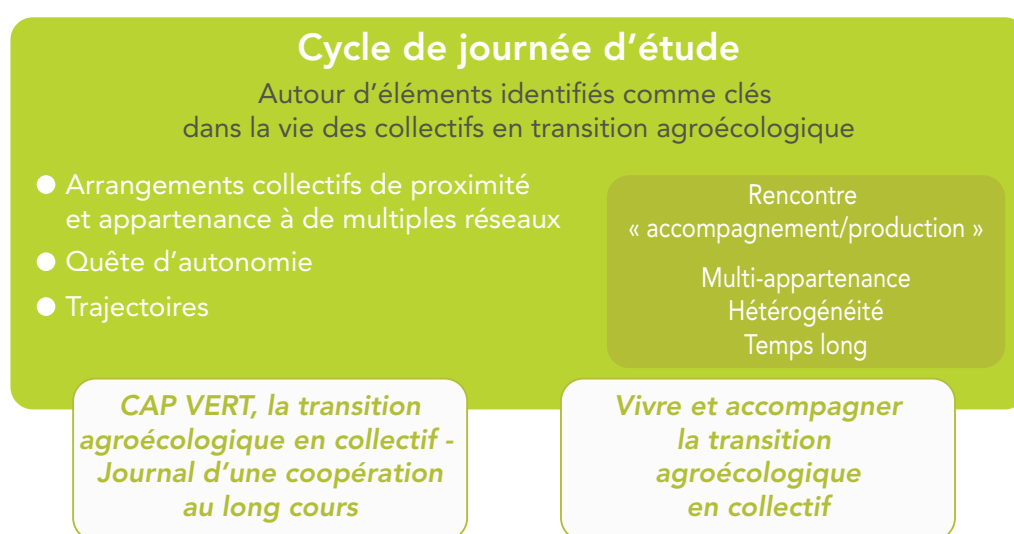 Cycle de journée d’étude
Autour d’éléments identifiés comme clés
dans la vie des collectifs en transition agroécologique
● Arrangements collectifs de proximité
et appartenance à de multiples réseaux
● Quête d’autonomie
● Trajectoires
Rencontre
« accompagnement/production »
Multi-appartenance
Hétérogénéité
Temps long
CAP VERT, la transition
agroécologique en collectif -
Journal d’une coopération
au long cours
Vivre et accompagner
la transition
agroécologique
en collectif